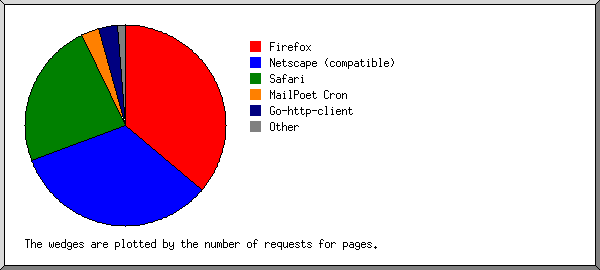 Firefox
Netscape (compatible)
Safari
MailPoet Cron
Go-http-client
Other
The wedges are plotted by the number of requests for pages.